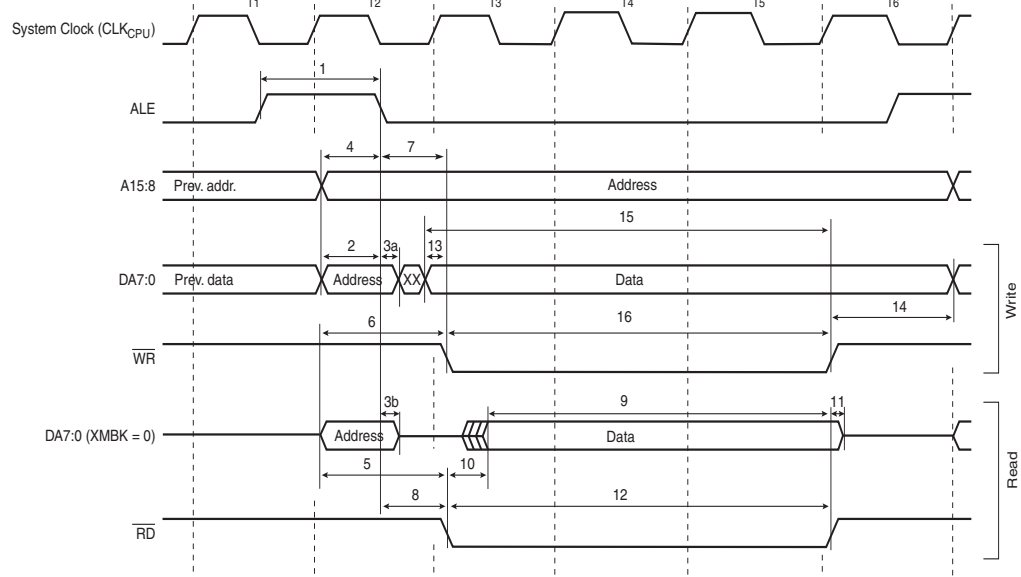 T1 T2 T3 T4 T5 T6
System Clock (CLKCPU)
1
ALE
4 7
A15:8 Prev. addr. Address
15
2 3a 13
DA7:0 Prev. data Address XX Data
14
6 16
WR
Write
3b 9 11
DA7:0 (XMBK = 0) Address Data
5 10
8 12
RD
Read